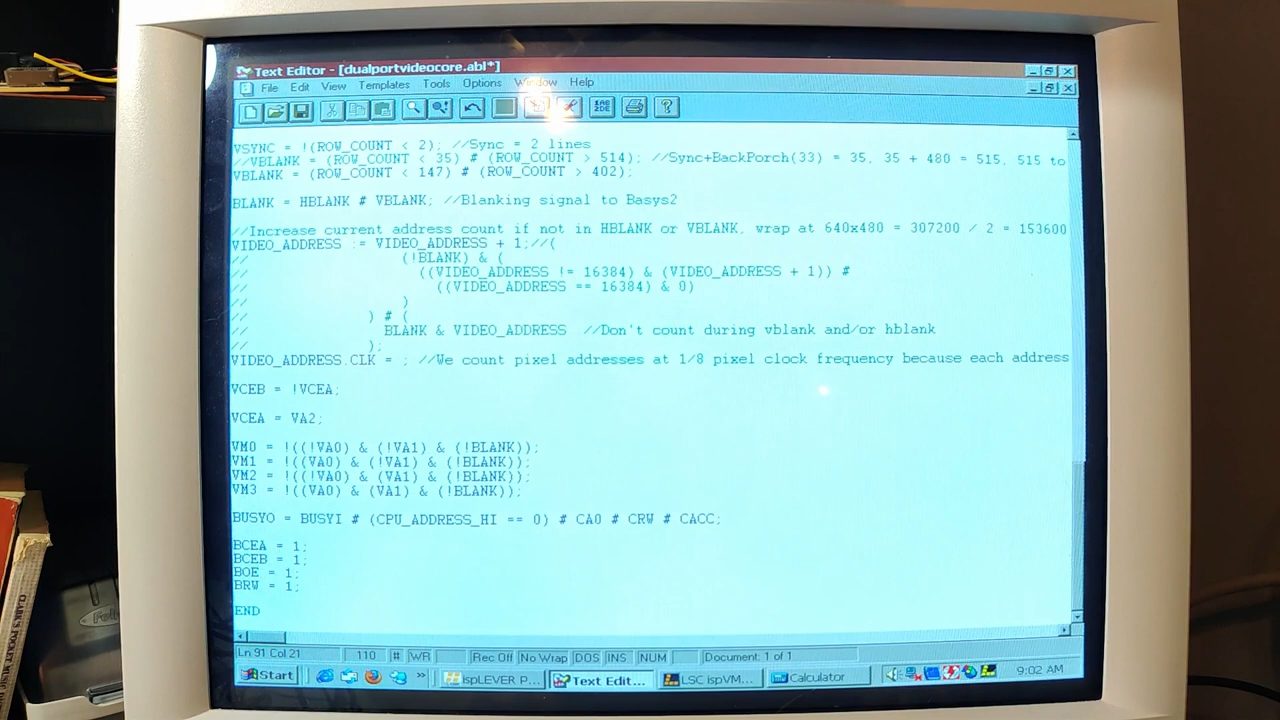 Text Editor - [dualportvideocore.abl*]
File Edit View Templates Tools Options Window Help
VSYNC = !(ROW_COUNT < 2); //Sync = 2 lines
//VBLANK = (ROW_COUNT < 35) # (ROW_COUNT > 514); //Sync+BackPorch(33) = 35, 35 + 480 = 515, 515 to
VBLANK = (ROW_COUNT < 147) # (ROW_COUNT > 402);
BLANK = HBLANK # VBLANK; //Blanking signal to Basys2
//Increase current address count if not in HBLANK or VBLANK, wrap at 640x480 = 307200 / 2 = 153600
VIDEO_ADDRESS := VIDEO_ADDRESS + 1;//(
// (!BLANK) & (
// ((VIDEO_ADDRESS != 16384) & (VIDEO_ADDRESS + 1)) #
// ((VIDEO_ADDRESS == 16384) & 0)
// )
// ) # (
// BLANK & VIDEO_ADDRESS //Don't count during vblank and/or hblank
// );
VIDEO_ADDRESS.CLK = ; //We count pixel addresses at 1/8 pixel clock frequency because each address
VCEB = !VCEA;
VCEA = VA2;
VM0 = !((!VA0) & (!VA1) & (!BLANK));
VM1 = !((VA0) & (!VA1) & (!BLANK));
VM2 = !((!VA0) & (VA1) & (!BLANK));
VM3 = !((VA0) & (VA1) & (!BLANK));
BUSYO = BUSYI # (CPU_ADDRESS_HI == 0) # CA0 # CRW # CACC;
BCEA = 1;
BCEB = 1;
BOE = 1;
BRW = 1;
END
Ln 91 Col 21 110 # WR Rec Off No Wrap DOS INS NUM Document: 1 of 1
Start » ispLEVER P... Text Edit... LSC ispVM... Calculator 9:02 AM